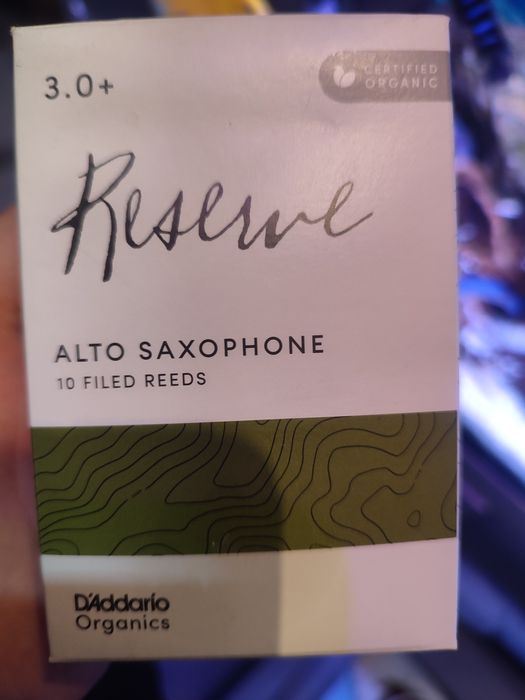 3.0+
CERTIFIED
ORGANIC
Reserve
ALTO SAXOPHONE
10 FILED REEDS
D'Addario
Organics